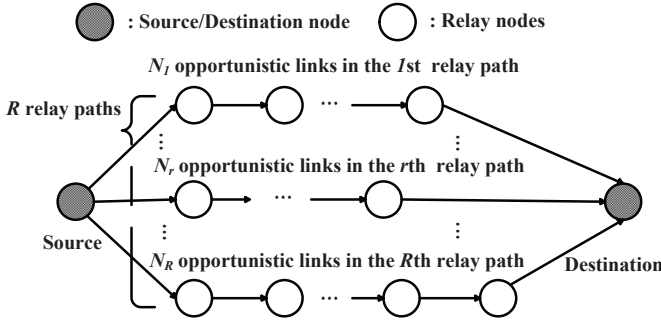 : Source/Destination node
: Relay nodes
N1 opportunistic links in the 1st relay path
R relay paths
...
Nr opportunistic links in the rth relay path
...
Source
NR opportunistic links in the Rth relay path
Destination
...